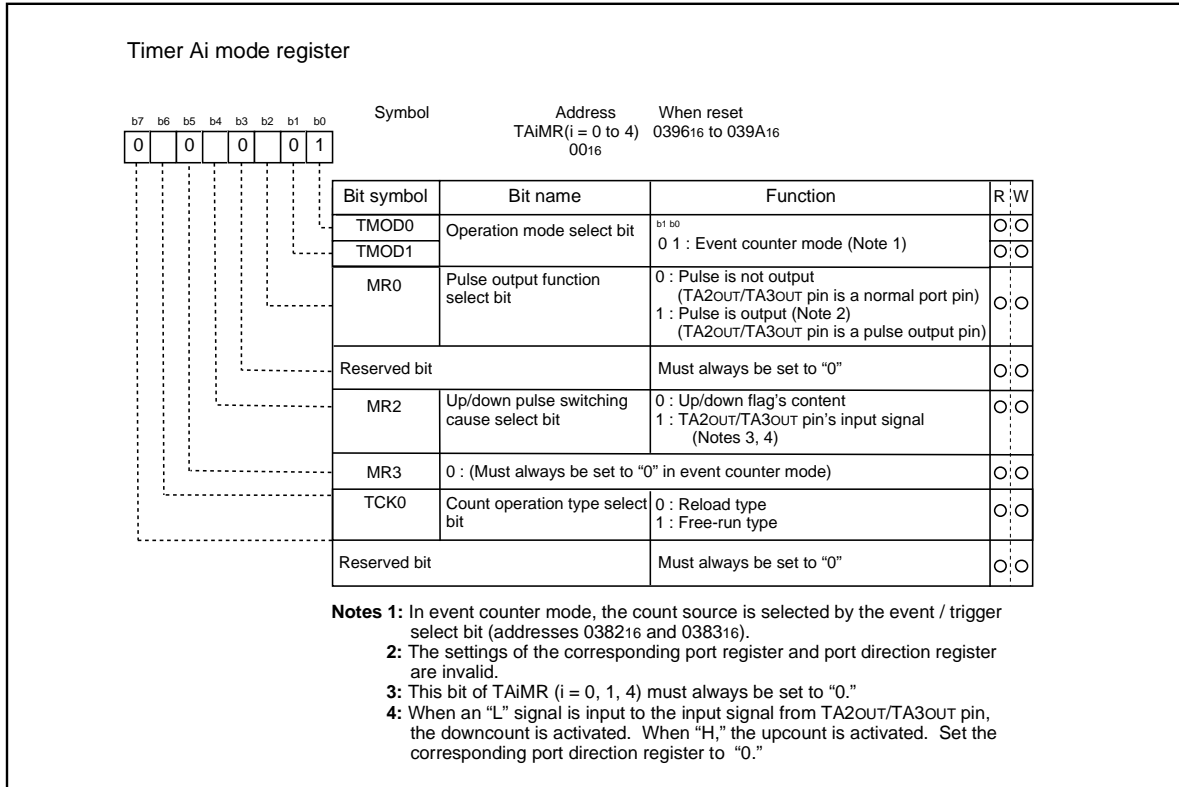 Timer Ai mode register
Symbol Address When reset
TAiMR(i = 0 to 4) 039616 to 039A16
0016
b7 b6 b5 b4 b3 b2 b1 b0
0 0 0 0 1
Bit symbol Bit name Function R W
TMOD0 Operation mode select bit b1 b0
TMOD1 0 1 : Event counter mode (Note 1)
MR0 Pulse output function select bit 0 : Pulse is not output
(TA2OUT/TA3OUT pin is a normal port pin)
1 : Pulse is output (Note 2)
(TA2OUT/TA3OUT pin is a pulse output pin)
Reserved bit Must always be set to “0”
MR2 Up/down pulse switching cause select bit 0 : Up/down flag’s content
1 : TA2OUT/TA3OUT pin’s input signal
(Notes 3, 4)
MR3 0 : (Must always be set to “0” in event counter mode)
TCK0 Count operation type select bit 0 : Reload type
1 : Free-run type
Reserved bit Must always be set to “0”
Notes 1: In event counter mode, the count source is selected by the event / trigger
select bit (addresses 038216 and 038316).
2: The settings of the corresponding port register and port direction register
are invalid.
3: This bit of TAiMR (i = 0, 1, 4) must always be set to “0.”
4: When an “L” signal is input to the input signal from TA2OUT/TA3OUT pin,
the downcount is activated. When “H,” the upcount is activated. Set the
corresponding port direction register to “0.”